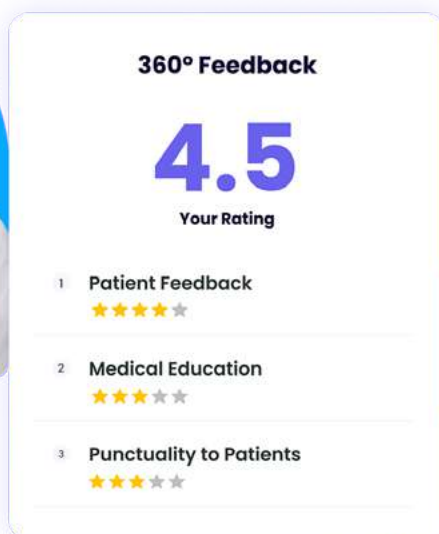 360° Feedback
4.5
Your Rating
1 Patient Feedback
2 Medical Education
3 Punctuality to Patients